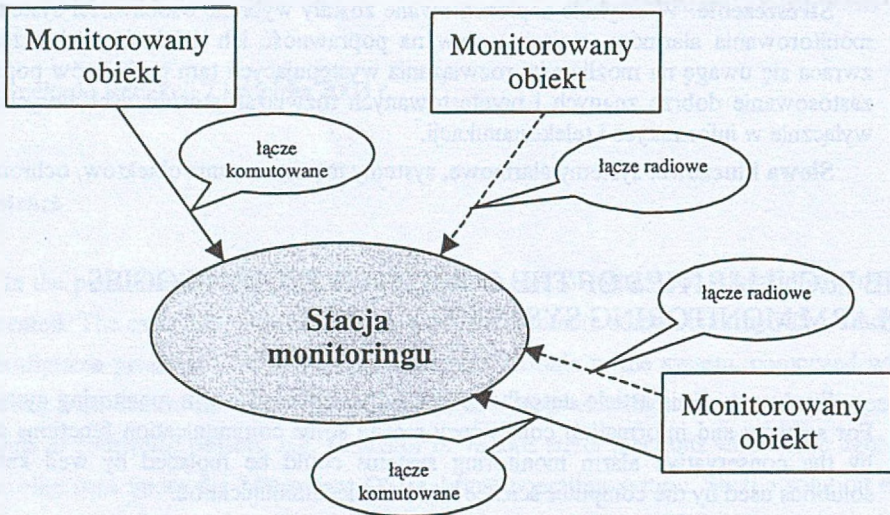 Monitorowany
obiekt
Monitorowany
obiekt
łącze
komutowane
łącze radiowe
Stacja
monitoringu
łącze radiowe
Monitorowany
obiekt
łącze
komutowane